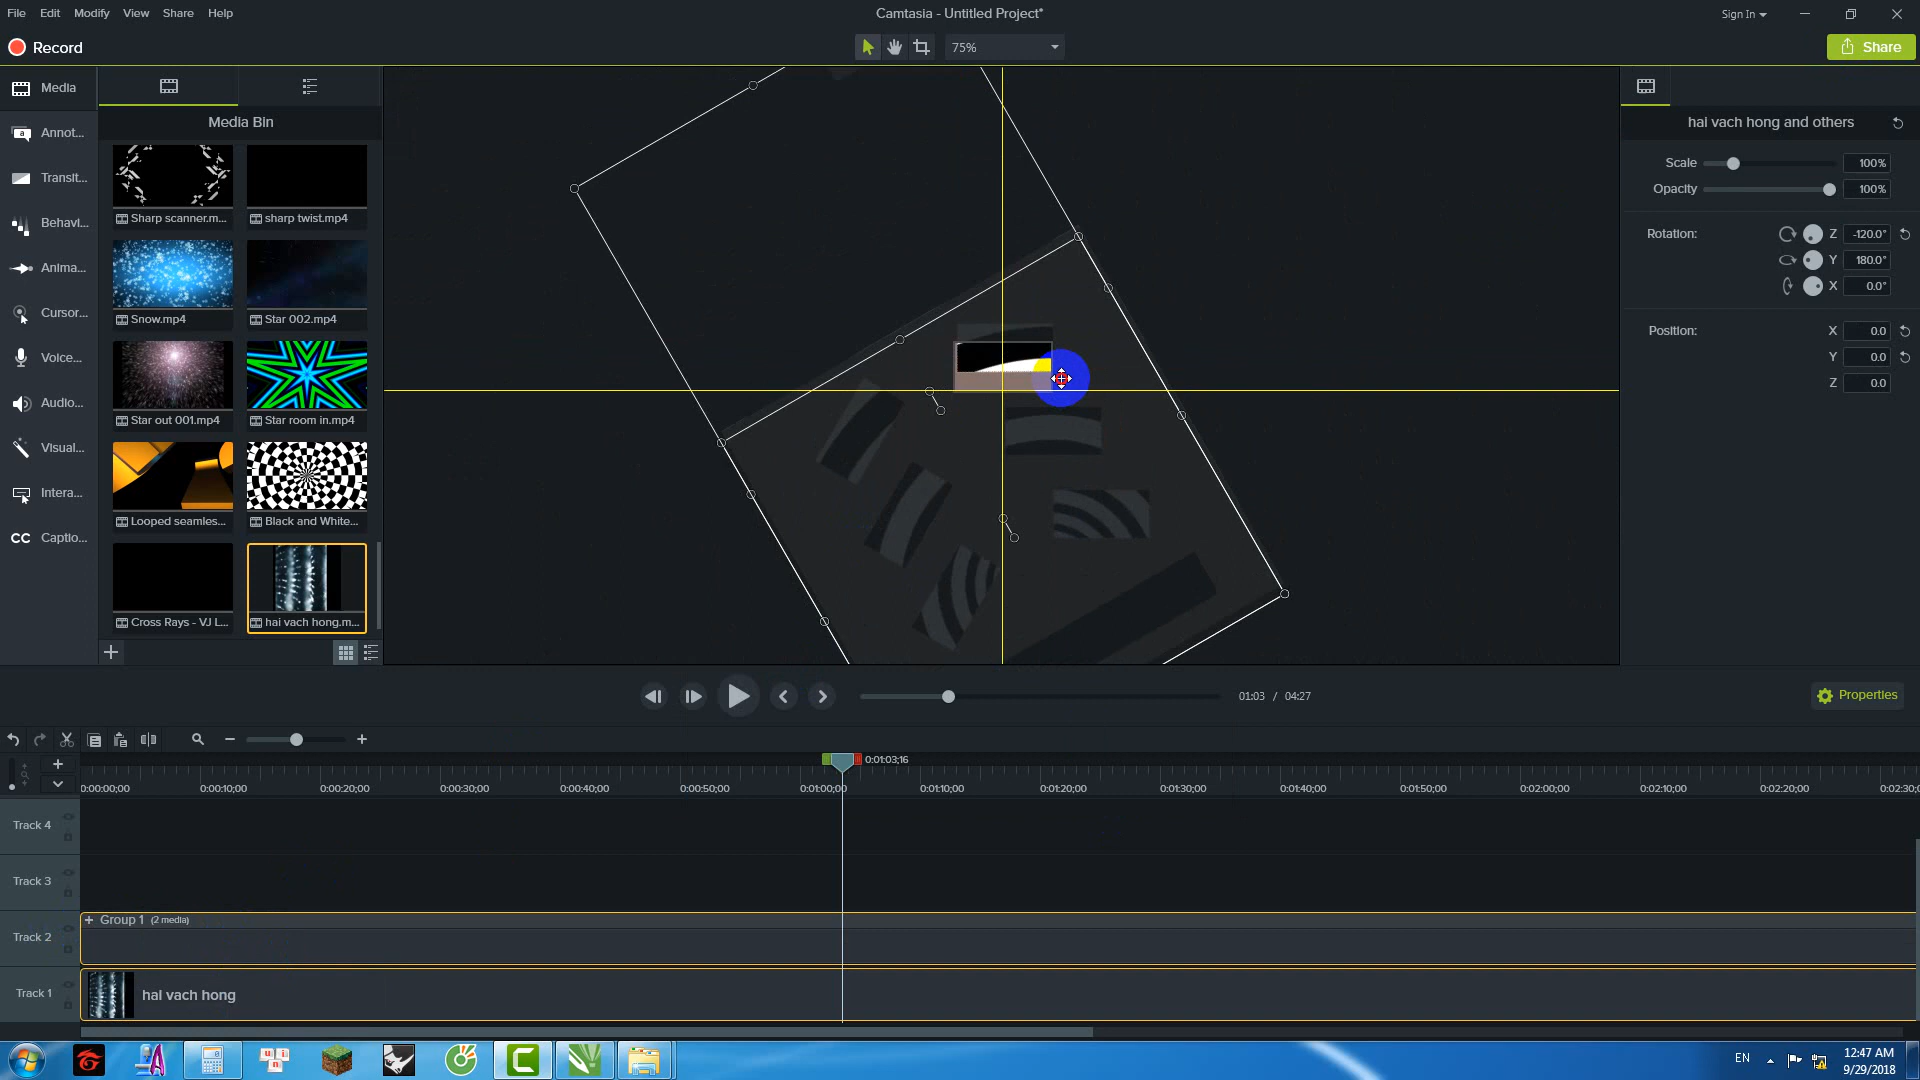 File Edit Modify View Share Help
Camtasia - Untitled Project*
Sign In
Record
75%
Share
Media
Annot...
Transit...
Behavi...
Anima...
Cursor...
Voice...
Audio...
Visual...
Intera...
CC Captio...
Media Bin
Sharp scanner.m... sharp twist.mp4
Snow.mp4 Star 002.mp4
Star out 001.mp4 Star room in.mp4
Looped seamles... Black and White...
Cross Rays - VJ L... hai vach hong.m...
hai vach hong and others
Scale 100%
Opacity 100%
Rotation: Z -120.0°
Y 180.0°
X 0.0°
Position: X 0.0
Y 0.0
Z 0.0
01:03 / 04:27
Properties
0:01:03;16
0:00:00;00 0:00:10;00 0:00:20;00 0:00:30;00 0:00:40;00 0:00:50;00 0:01:00;00 0:01:10;00 0:01:20;00 0:01:30;00 0:01:40;00 0:01:50;00 0:02:00;00 0:02:10;00 0:02:20;00 0:02:30;0
Track 4
Track 3
Track 2
+ Group 1 (2 media)
Track 1
hai vach hong
EN
12:47 AM
9/29/2018